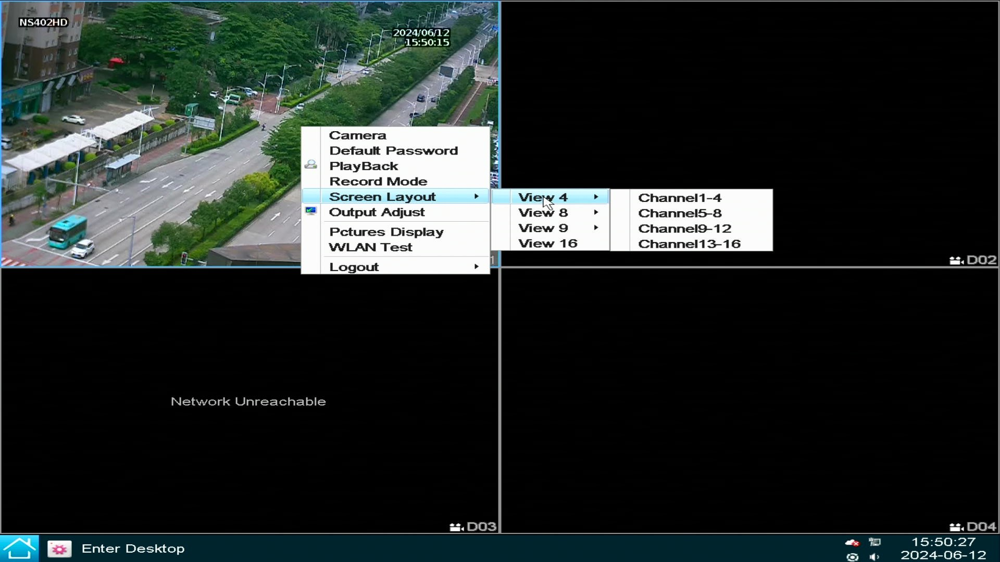 NS402HD
2024/06/12
15:50:15
Camera
Default Password
PlayBack
Record Mode
Screen Layout
Output Adjust
Pctures Display
WLAN Test
Logout
View 4
View 8
View 9
View 16
Channel1-4
Channel5-8
Channel9-12
Channel13-16
1
D02
Network Unreachable
D03
D04
Enter Desktop
15:50:27
2024-06-12